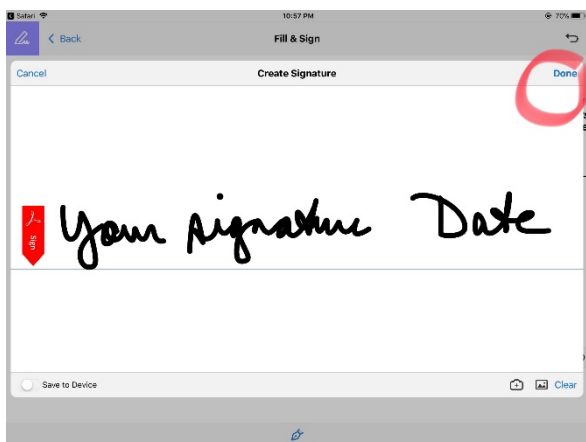 Safari 10:57 PM 70%
Back Fill & Sign
Cancel Create Signature Done
Sign
Your signature Date
Save to Device Clear